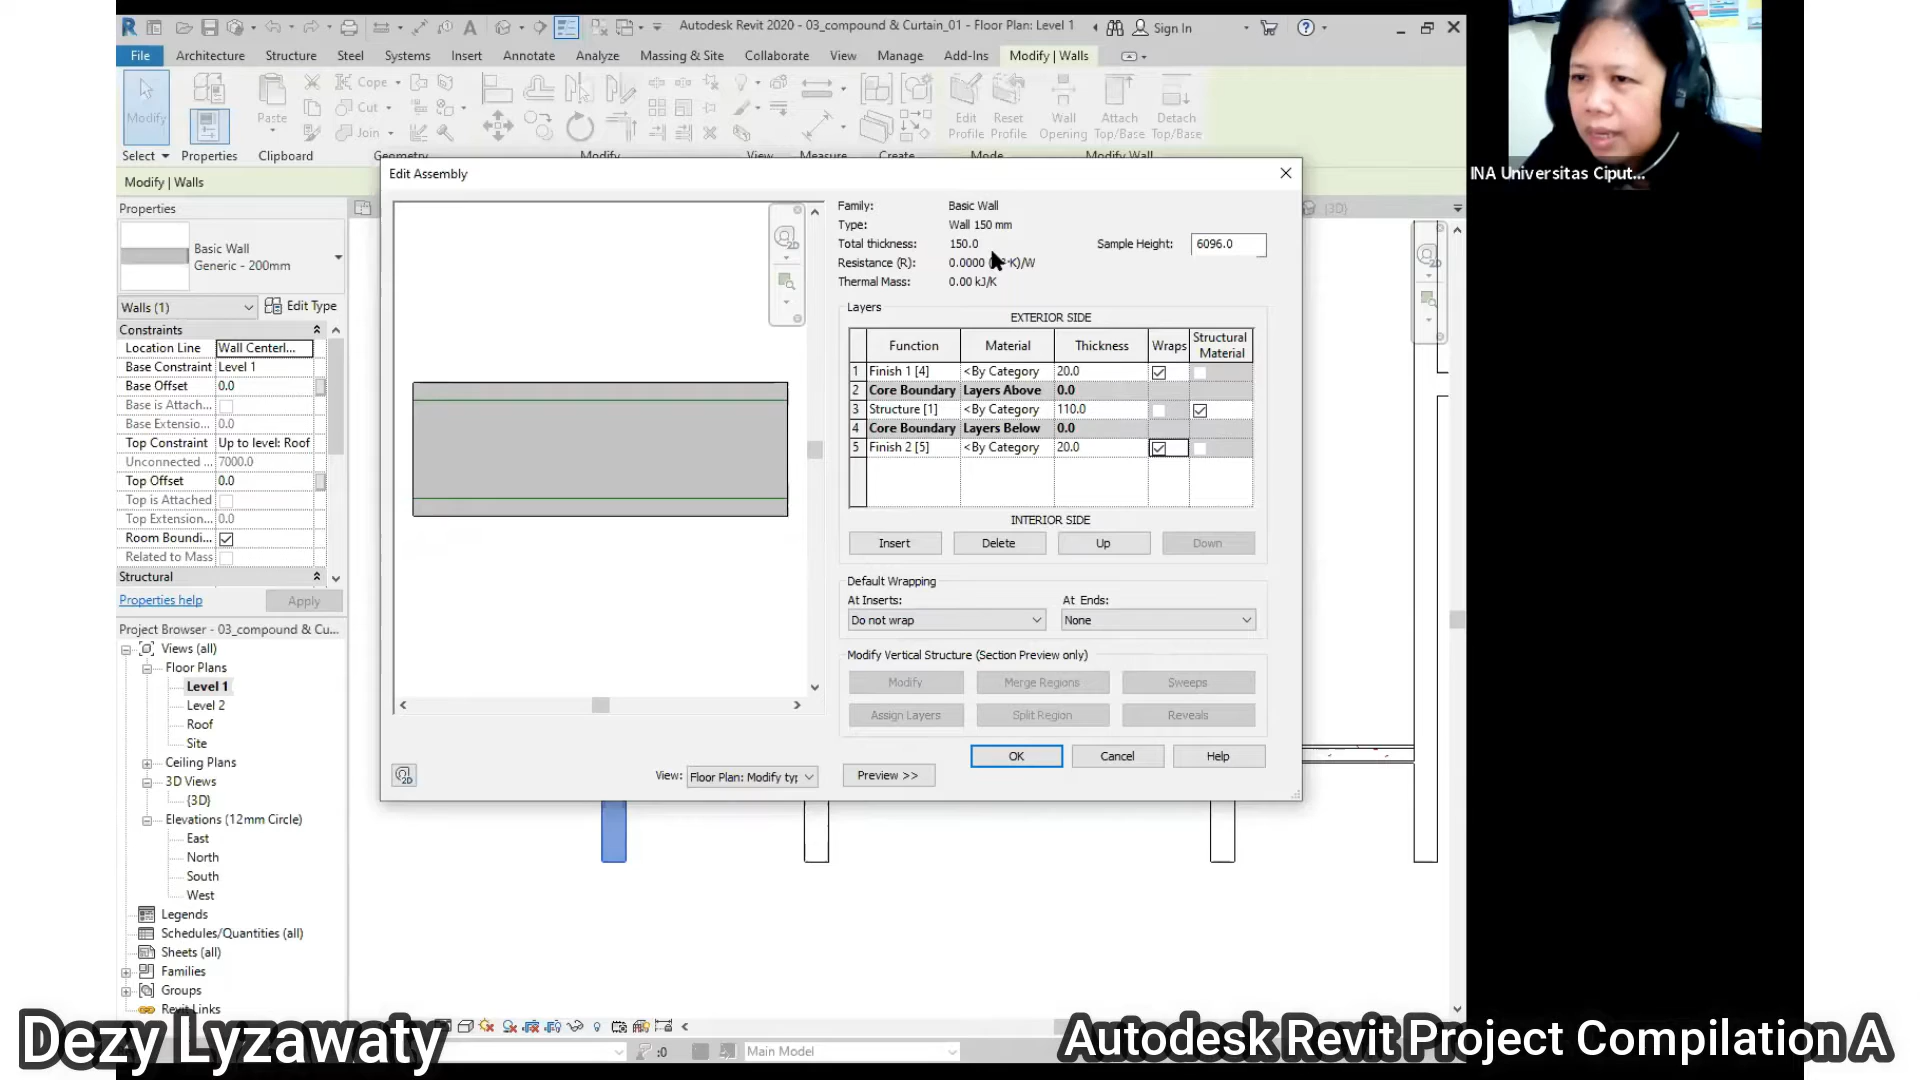 Autodesk Revit 2020 - 03_compound & Curtain_01 - Floor Plan: Level 1
Sign In
File Architecture Structure Steel Systems Insert Annotate Analyze Massing & Site Collaborate View Manage Add-Ins Modify | Walls
Modify
Paste
Cope
Cut
Join
Edit Profile
Reset Profile
Wall Opening
Attach Top/Base
Detach Top/Base
Select Properties Clipboard Geometry Modify View Measure Create Mode Modify Wall
Modify | Walls
INA Universitas Ciput...
Properties
{3D}
Basic Wall
Generic - 200mm
Walls (1)
Edit Type
Constraints
Location Line Wall Centerl...
Base Constraint Level 1
Base Offset 0.0
Base is Attach...
Base Extensio... 0.0
Top Constraint Up to level: Roof
Unconnected ... 7000.0
Top Offset 0.0
Top is Attached
Top Extension... 0.0
Room Boundi...
Related to Mass
Structural
Properties help
Apply
Project Browser - 03_compound & Cu...
Views (all)
Floor Plans
Level 1
Level 2
Roof
Site
Ceiling Plans
3D Views
{3D}
Elevations (12mm Circle)
East
North
South
West
Legends
Schedules/Quantities (all)
Sheets (all)
Families
Groups
Revit Links
Edit Assembly
Family: Basic Wall
Type: Wall 150 mm
Total thickness: 150.0
Sample Height: 6096.0
Resistance (R): 0.0000
K)/W
Thermal Mass: 0.00 kJ/K
Layers
EXTERIOR SIDE
Function Material Thickness Wraps Structural Material
1 Finish 1 [4] <By Category 20.0
2 Core Boundary Layers Above 0.0
3 Structure [1] <By Category 110.0
4 Core Boundary Layers Below 0.0
5 Finish 2 [5] <By Category 20.0
INTERIOR SIDE
Insert Delete Up Down
Default Wrapping
At Inserts: At Ends:
Do not wrap None
Modify Vertical Structure (Section Preview only)
Modify Merge Regions Sweeps
Assign Layers Split Region Reveals
OK Cancel Help
View: Floor Plan: Modify typ
Preview >>
:0
Main Model
Dezy Lyzawaty
Autodesk Revit Project Compilation A